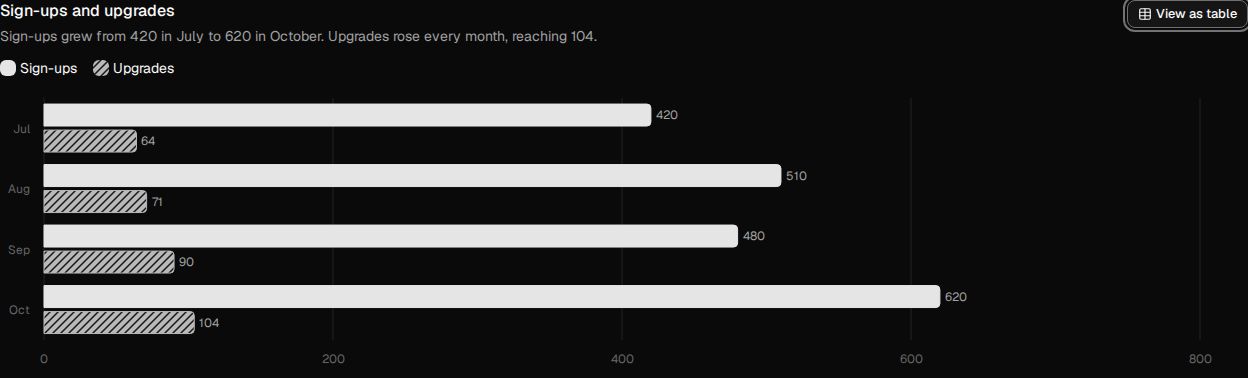 Sign-ups and upgrades
View as table
Sign-ups grew from 420 in July to 620 in October. Upgrades rose every month, reaching 104.
Sign-ups Upgrades
Jul
420
64
Aug
510
71
Sep
480
90
Oct
620
104
0 200 400 600 800